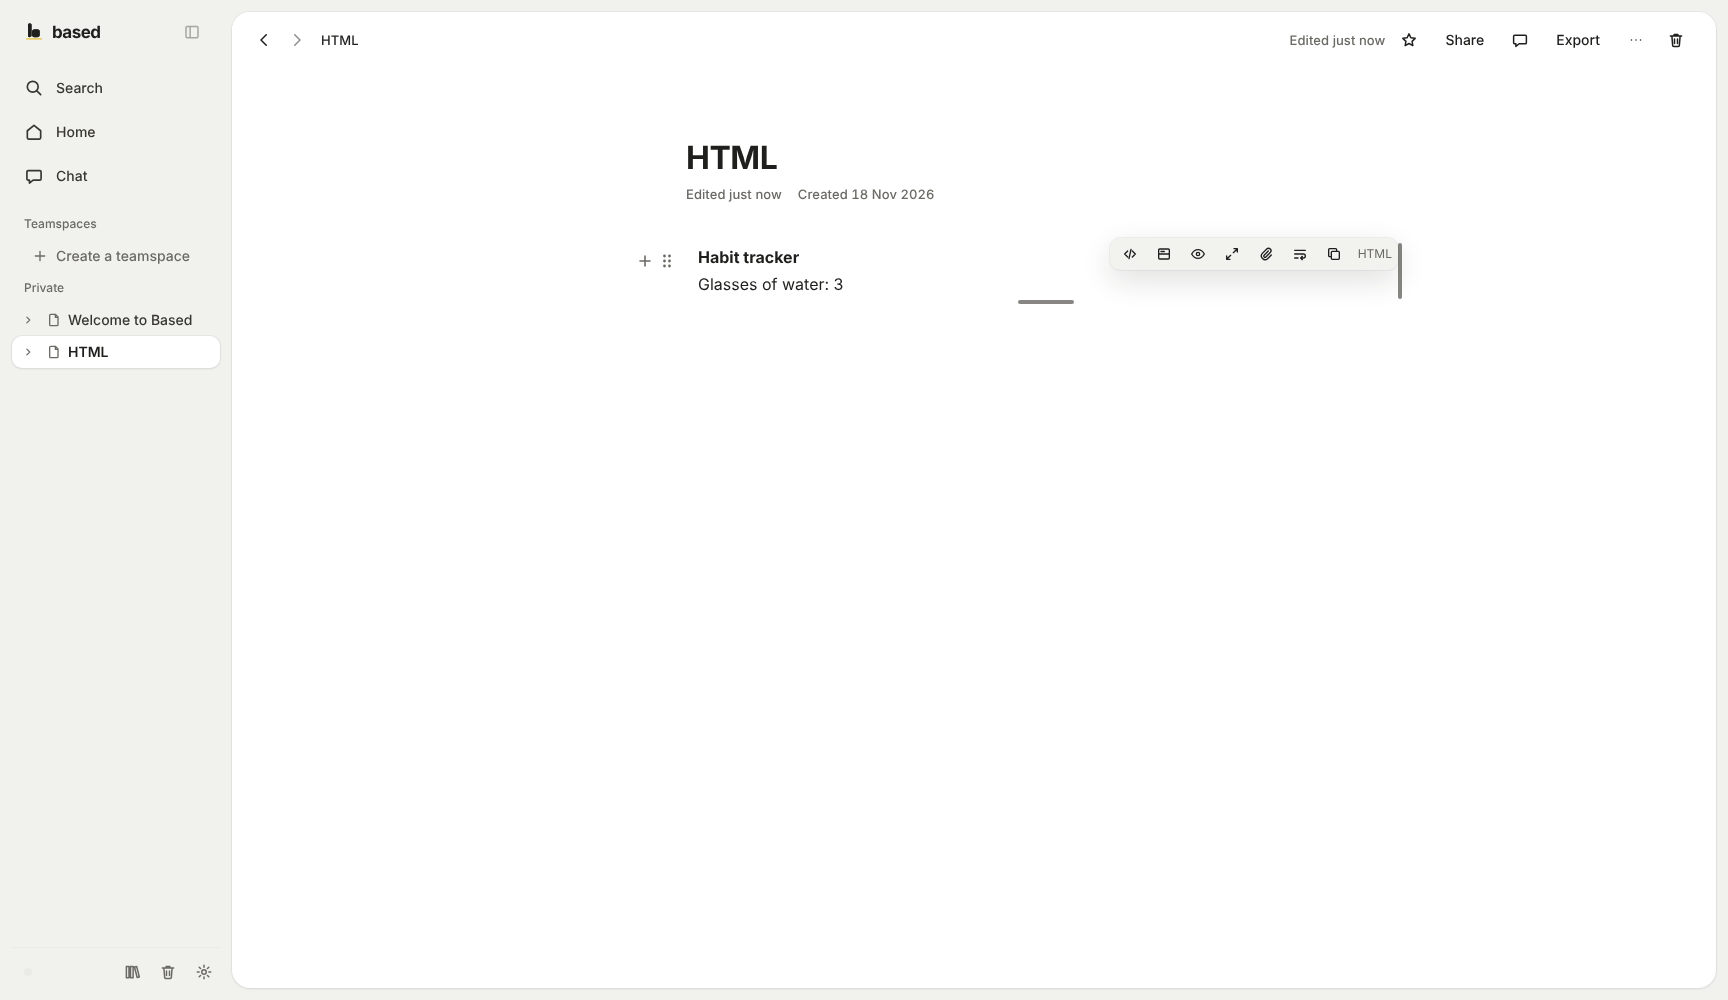 based
Search
Home
Chat
Teamspaces
Create a teamspace
Private
Welcome to Based
HTML
HTML
Edited just now
Share
Export
HTML
Edited just now Created 18 Nov 2026
Habit tracker
HTML
Glasses of water: 3